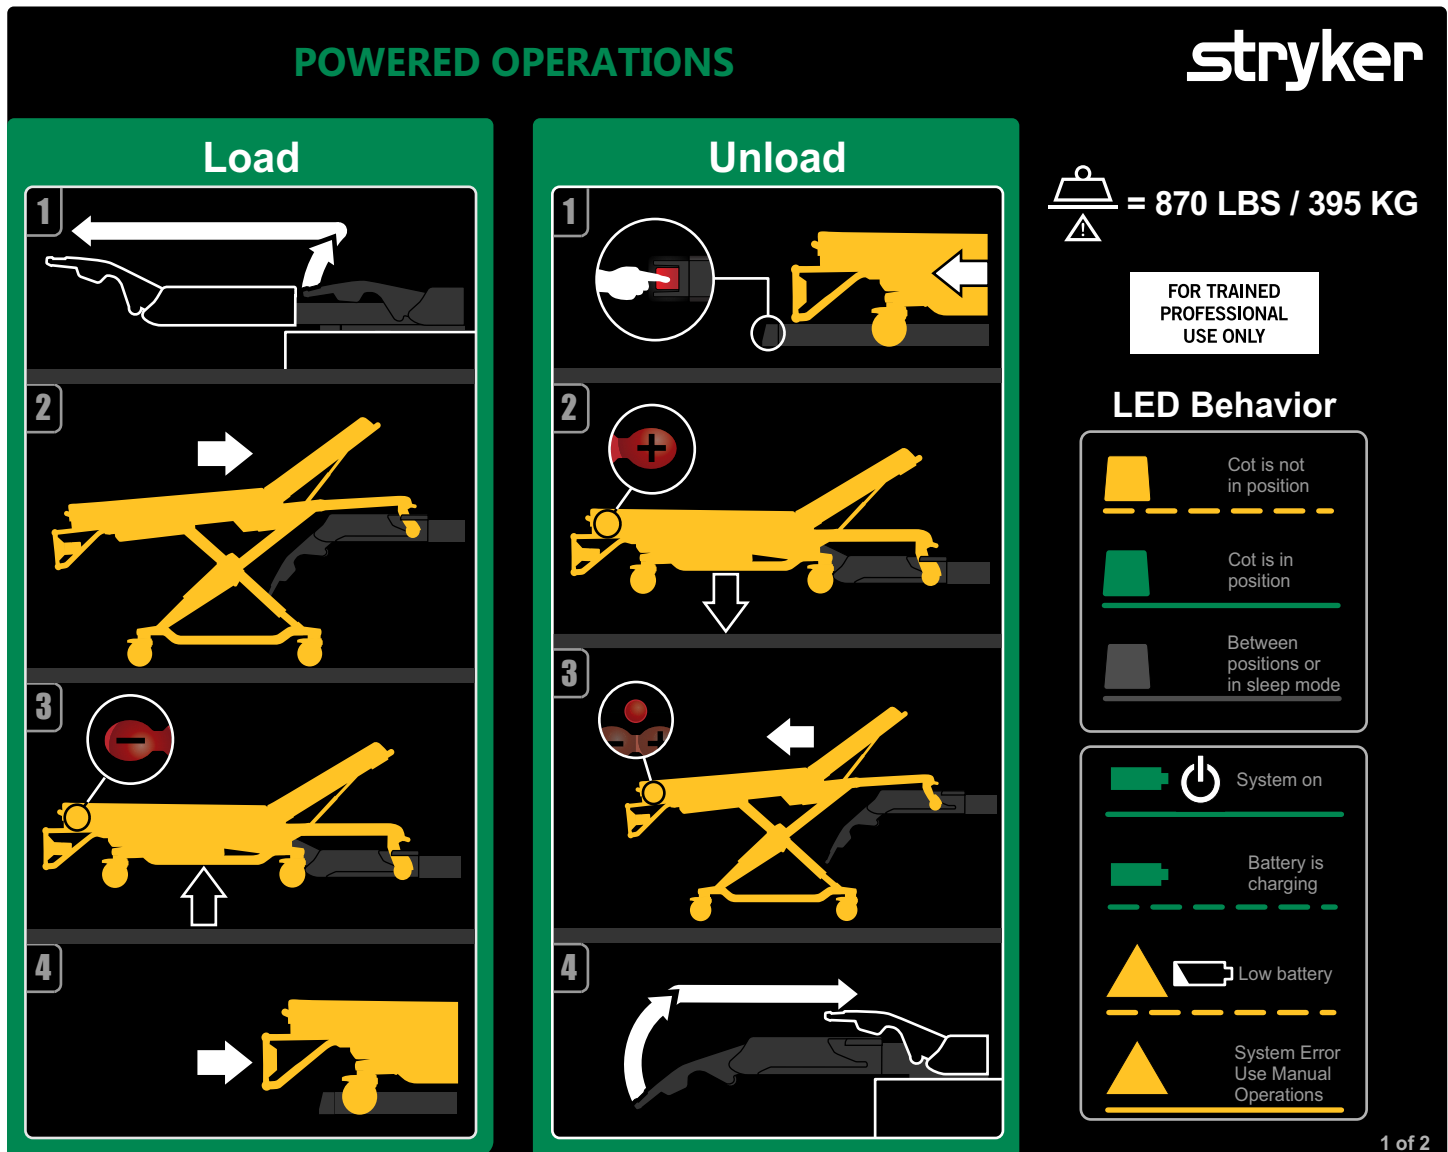 POWERED OPERATIONS
stryker
Load
1
2
3
−
4
Unload
1
2
+
3
− +
4
= 870 LBS / 395 KG
!
FOR TRAINED
PROFESSIONAL
USE ONLY
LED Behavior
Cot is not
in position
Cot is in
position
Between
positions or
in sleep mode
System on
Battery is
charging
Low battery
System Error
Use Manual
Operations
1 of 2